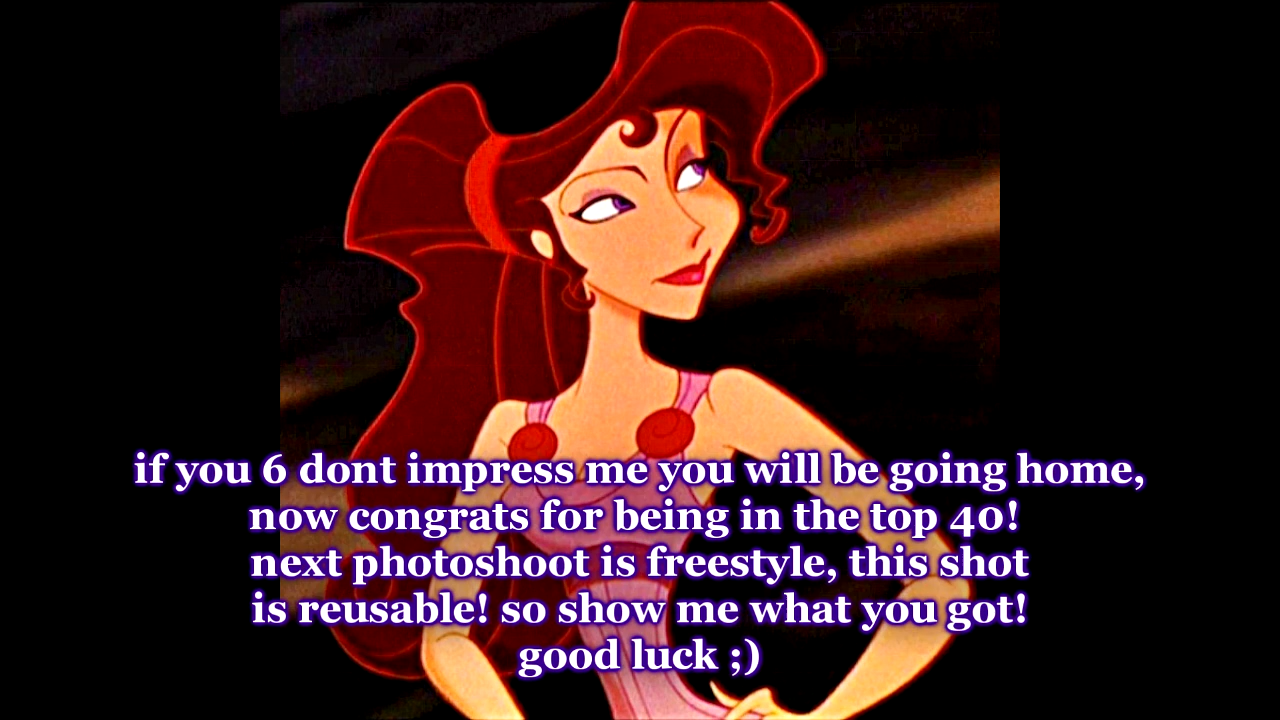 if you 6 dont impress me you will be going home,
now congrats for being in the top 40!
next photoshoot is freestyle, this shot
is reusable! so show me what you got!
good luck ;)